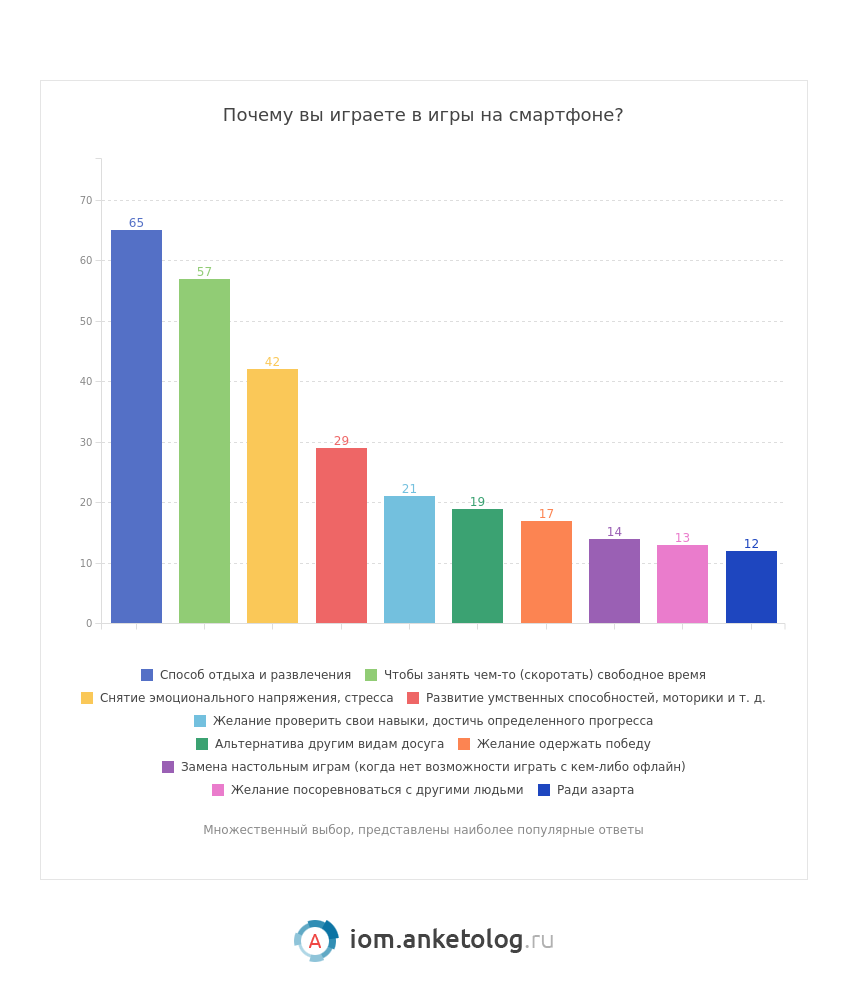 Почему вы играете в игры на смартфоне?
70
60
50
40
30
20
10
0
65
57
42
29
21
19
17
14
13
12
Способ отдыха и развлечения Чтобы занять чем-то (скоротать) свободное время
Снятие эмоционального напряжения, стресса Развитие умственных способностей, моторики и т. д.
Желание проверить свои навыки, достичь определенного прогресса
Альтернатива другим видам досуга Желание одержать победу
Замена настольным играм (когда нет возможности играть с кем-либо офлайн)
Желание посоревноваться с другими людьми Ради азарта
Множественный выбор, представлены наиболее популярные ответы
A iom.anketolog.ru